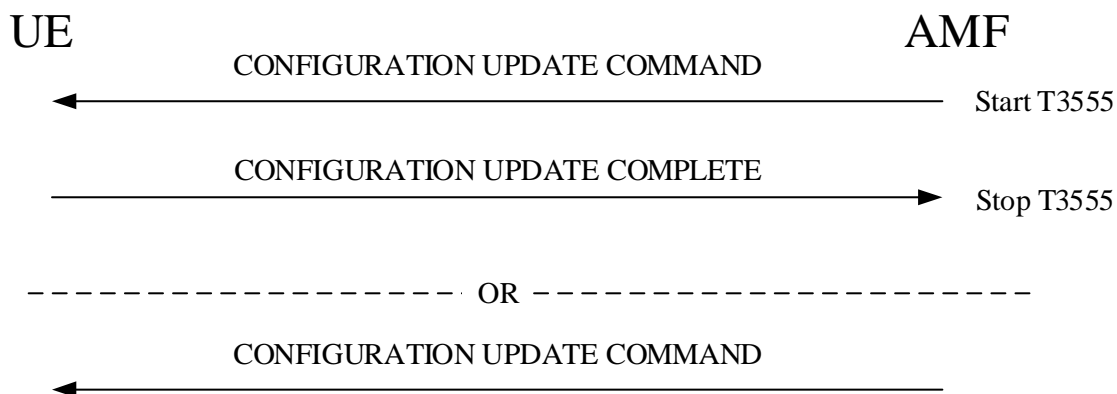 UE AMF
CONFIGURATION UPDATE COMMAND
Start T3555
CONFIGURATION UPDATE COMPLETE
Stop T3555
OR
CONFIGURATION UPDATE COMMAND